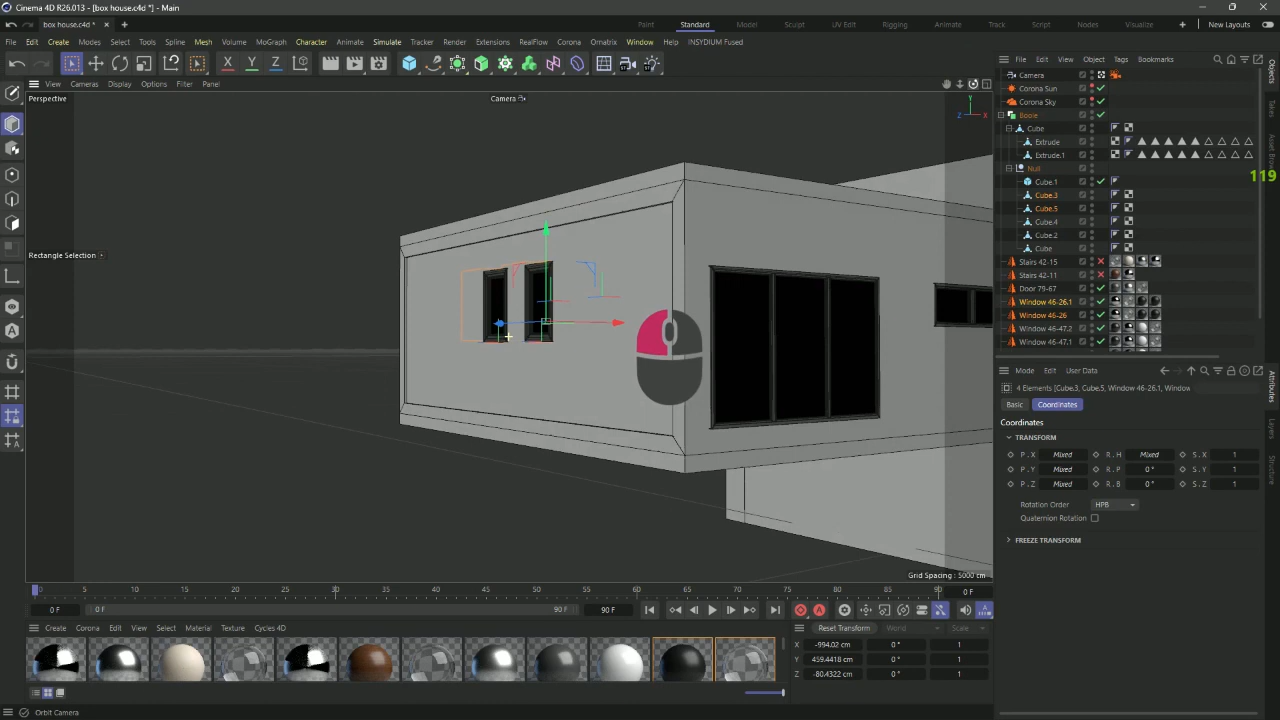 Cinema 4D R26.013 - [box house.c4d *] - Main
box house.c4d *
Paint Standard Model Sculpt UV Edit Rigging Animate Track Script Nodes Visualize New Layouts
File Edit Create Modes Select Tools Spline Mesh Volume MoGraph Character Animate Simulate Tracker Render Extensions RealFlow Corona Ornatrix Window Help INSYDIUM Fused
X Y Z
File Edit View Object Tags Bookmarks
View Cameras Display Options Filter Panel
Perspective
Camera
Y
Z X
Rectangle Selection
Camera
Corona Sun
Corona Sky
Boole
Cube
Extrude
Extrude.1
Null
119
Cube.1
Cube.3
Cube.5
Cube.4
Cube.2
Cube
Stairs 42-15
Stairs 42-11
Door 79-67
Window 46-26.1
Window 46-26
Window 46-47.2
Window 46-47.1
Objects
Takes
Attributes
Layers
Structure
Mode Edit User Data
4 Elements [Cube.3, Cube.5, Window 46-26.1, Window
Basic Coordinates
Coordinates
TRANSFORM
P.X Mixed R.H Mixed S.X 1
P.Y Mixed R.P 0° S.Y 1
P.Z Mixed R.B 0° S.Z 1
Rotation Order HPB
Quaternion Rotation
FREEZE TRANSFORM
Grid Spacing : 5000 cm
0 5 10 15 20 25 30 35 40 45 50 55 60 65 70 75 80 85 90 0 F
0 F 0 F 90 F 90 F
Create Corona Edit View Select Material Texture Cycles 4D
Reset Transform World Scale
X -994.02 cm 0° 1
Y 459.4418 cm 0° 1
Z -80.4322 cm 0° 1
Orbit Camera